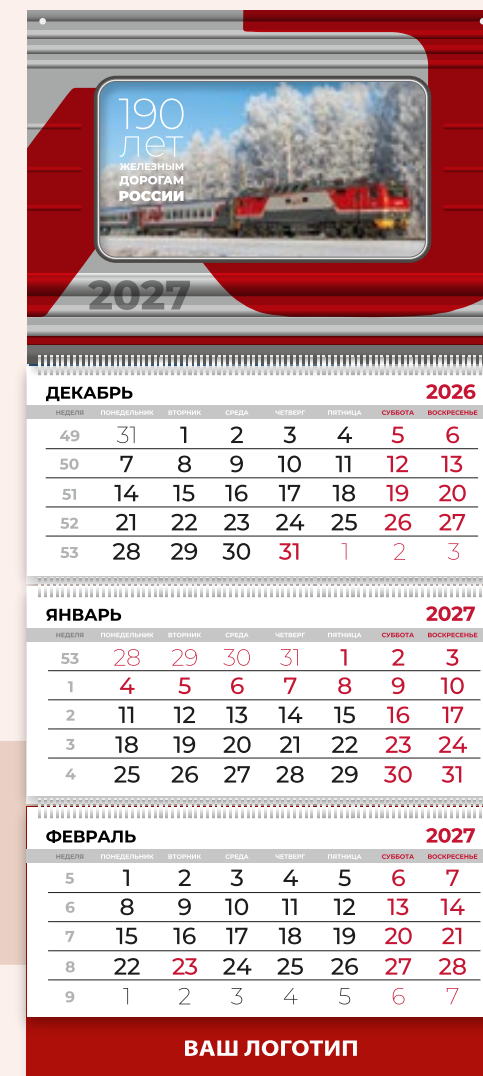 190
лет
ЖЕЛЕЗНЫМ
ДОРОГАМ
РОССИИ
2027
ДЕКАБРЬ 2026
НЕДЕЛЯ ПОНЕДЕЛЬНИК ВТОРНИК СРЕДА ЧЕТВЕРГ ПЯТНИЦА СУББОТА ВОСКРЕСЕНЬЕ
49 31 1 2 3 4 5 6
50 7 8 9 10 11 12 13
51 14 15 16 17 18 19 20
52 21 22 23 24 25 26 27
53 28 29 30 31 1 2 3
ЯНВАРЬ 2027
НЕДЕЛЯ ПОНЕДЕЛЬНИК ВТОРНИК СРЕДА ЧЕТВЕРГ ПЯТНИЦА СУББОТА ВОСКРЕСЕНЬЕ
53 28 29 30 31 1 2 3
1 4 5 6 7 8 9 10
2 11 12 13 14 15 16 17
3 18 19 20 21 22 23 24
4 25 26 27 28 29 30 31
ФЕВРАЛЬ 2027
НЕДЕЛЯ ПОНЕДЕЛЬНИК ВТОРНИК СРЕДА ЧЕТВЕРГ ПЯТНИЦА СУББОТА ВОСКРЕСЕНЬЕ
5 1 2 3 4 5 6 7
6 8 9 10 11 12 13 14
7 15 16 17 18 19 20 21
8 22 23 24 25 26 27 28
9 1 2 3 4 5 6 7
ВАШ ЛОГОТИП